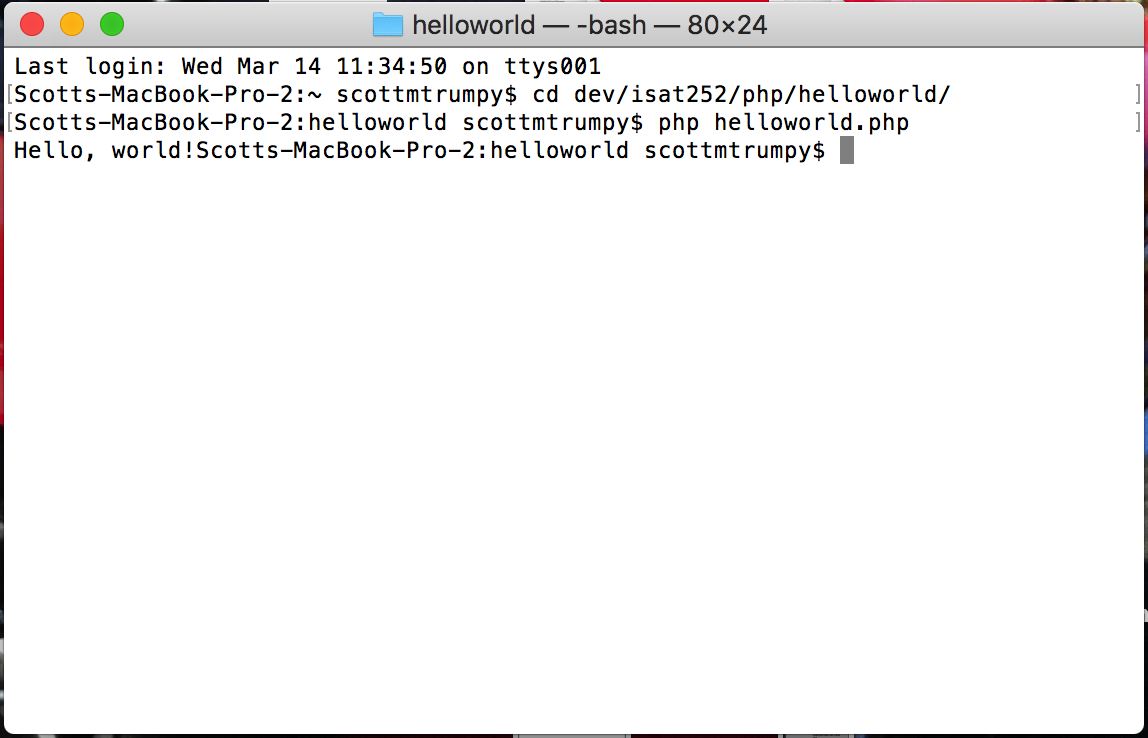 helloworld — -bash — 80×24
Last login: Wed Mar 14 11:34:50 on ttys001
[Scotts-MacBook-Pro-2:~ scottmtrumpy$ cd dev/isat252/php/helloworld/ ]
[Scotts-MacBook-Pro-2:helloworld scottmtrumpy$ php helloworld.php ]
Hello, world!Scotts-MacBook-Pro-2:helloworld scottmtrumpy$